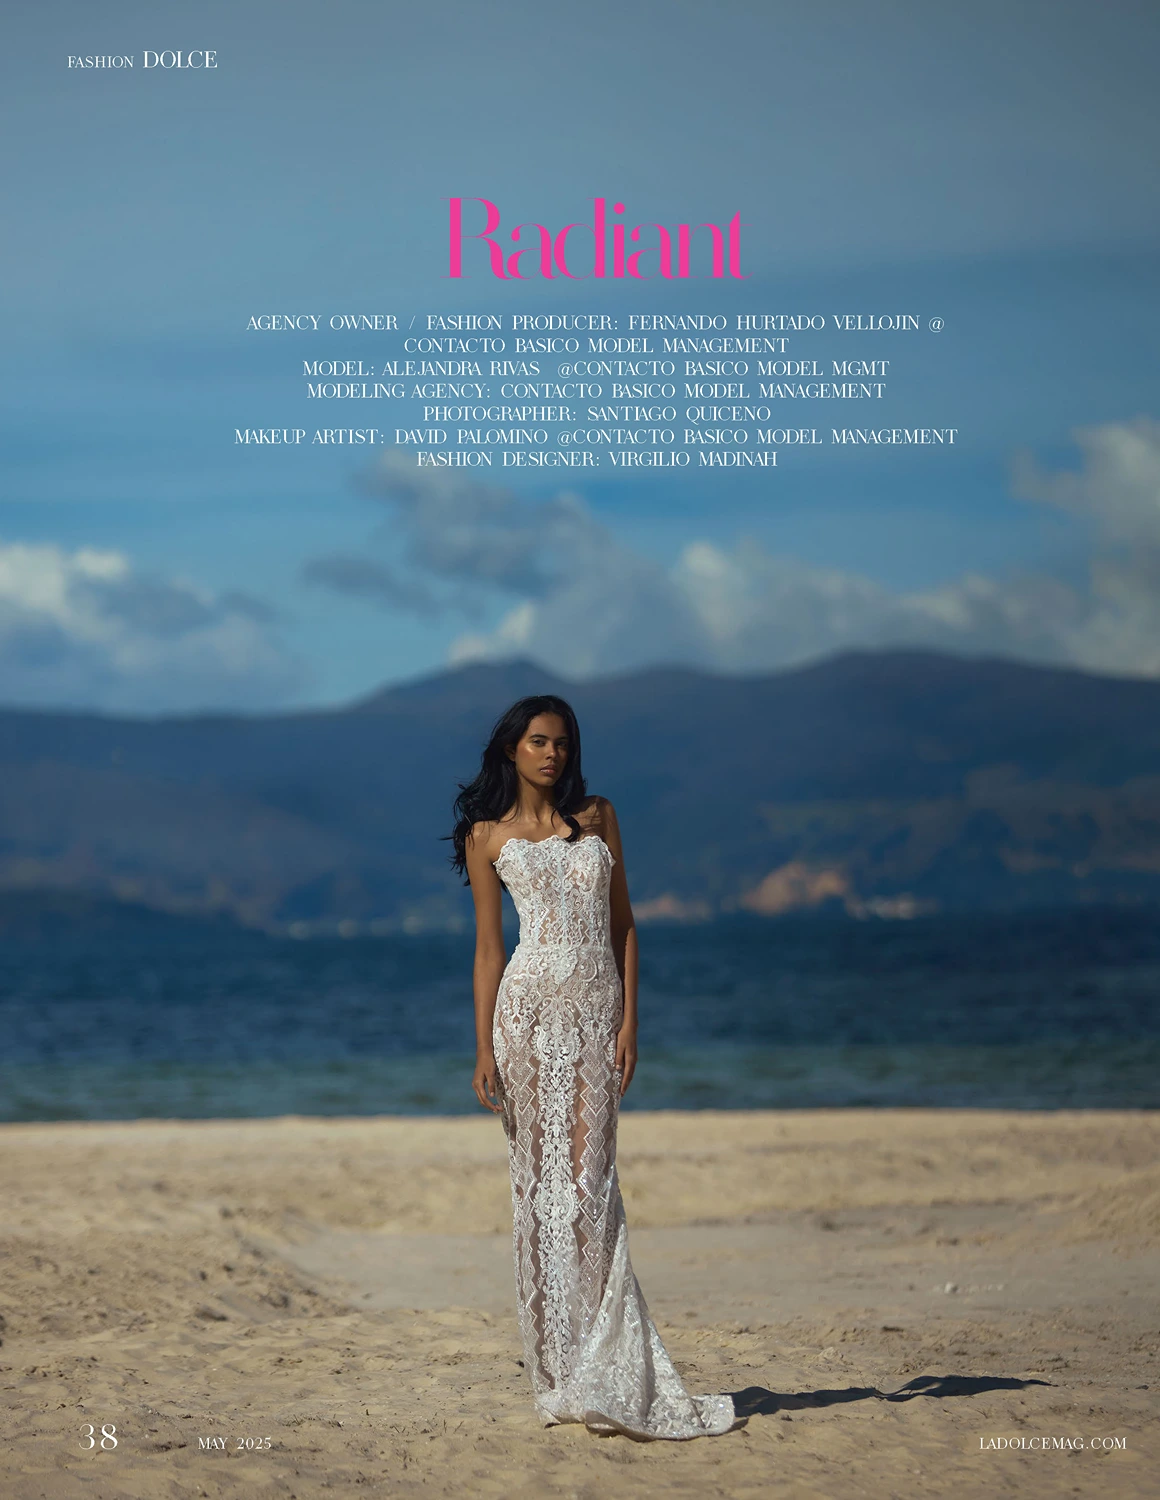 FASHION DOLCE
Radiant
AGENCY OWNER / FASHION PRODUCER: FERNANDO HURTADO VELLOJIN @
CONTACTO BASICO MODEL MANAGEMENT
MODEL: ALEJANDRA RIVAS @CONTACTO BASICO MODEL MGMT
MODELING AGENCY: CONTACTO BASICO MODEL MANAGEMENT
PHOTOGRAPHER: SANTIAGO QUICENO
MAKEUP ARTIST: DAVID PALOMINO @CONTACTO BASICO MODEL MANAGEMENT
FASHION DESIGNER: VIRGILIO MADINAH
38 MAY 2025 LADOLCEMAG.COM